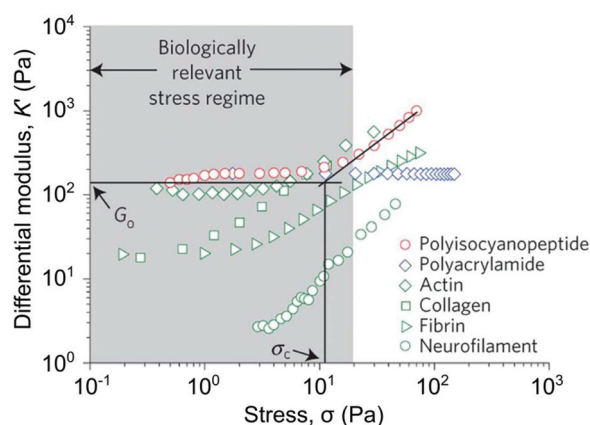 10⁴
Biologically
relevant
stress regime
10³
10²
10¹
10⁰
Differential modulus, K' (Pa)
G₀
σc
Polyisocyanopeptide
Polyacrylamide
Actin
Collagen
Fibrin
Neurofilament
10⁻¹
10⁰
10¹
10²
10³
Stress, σ (Pa)